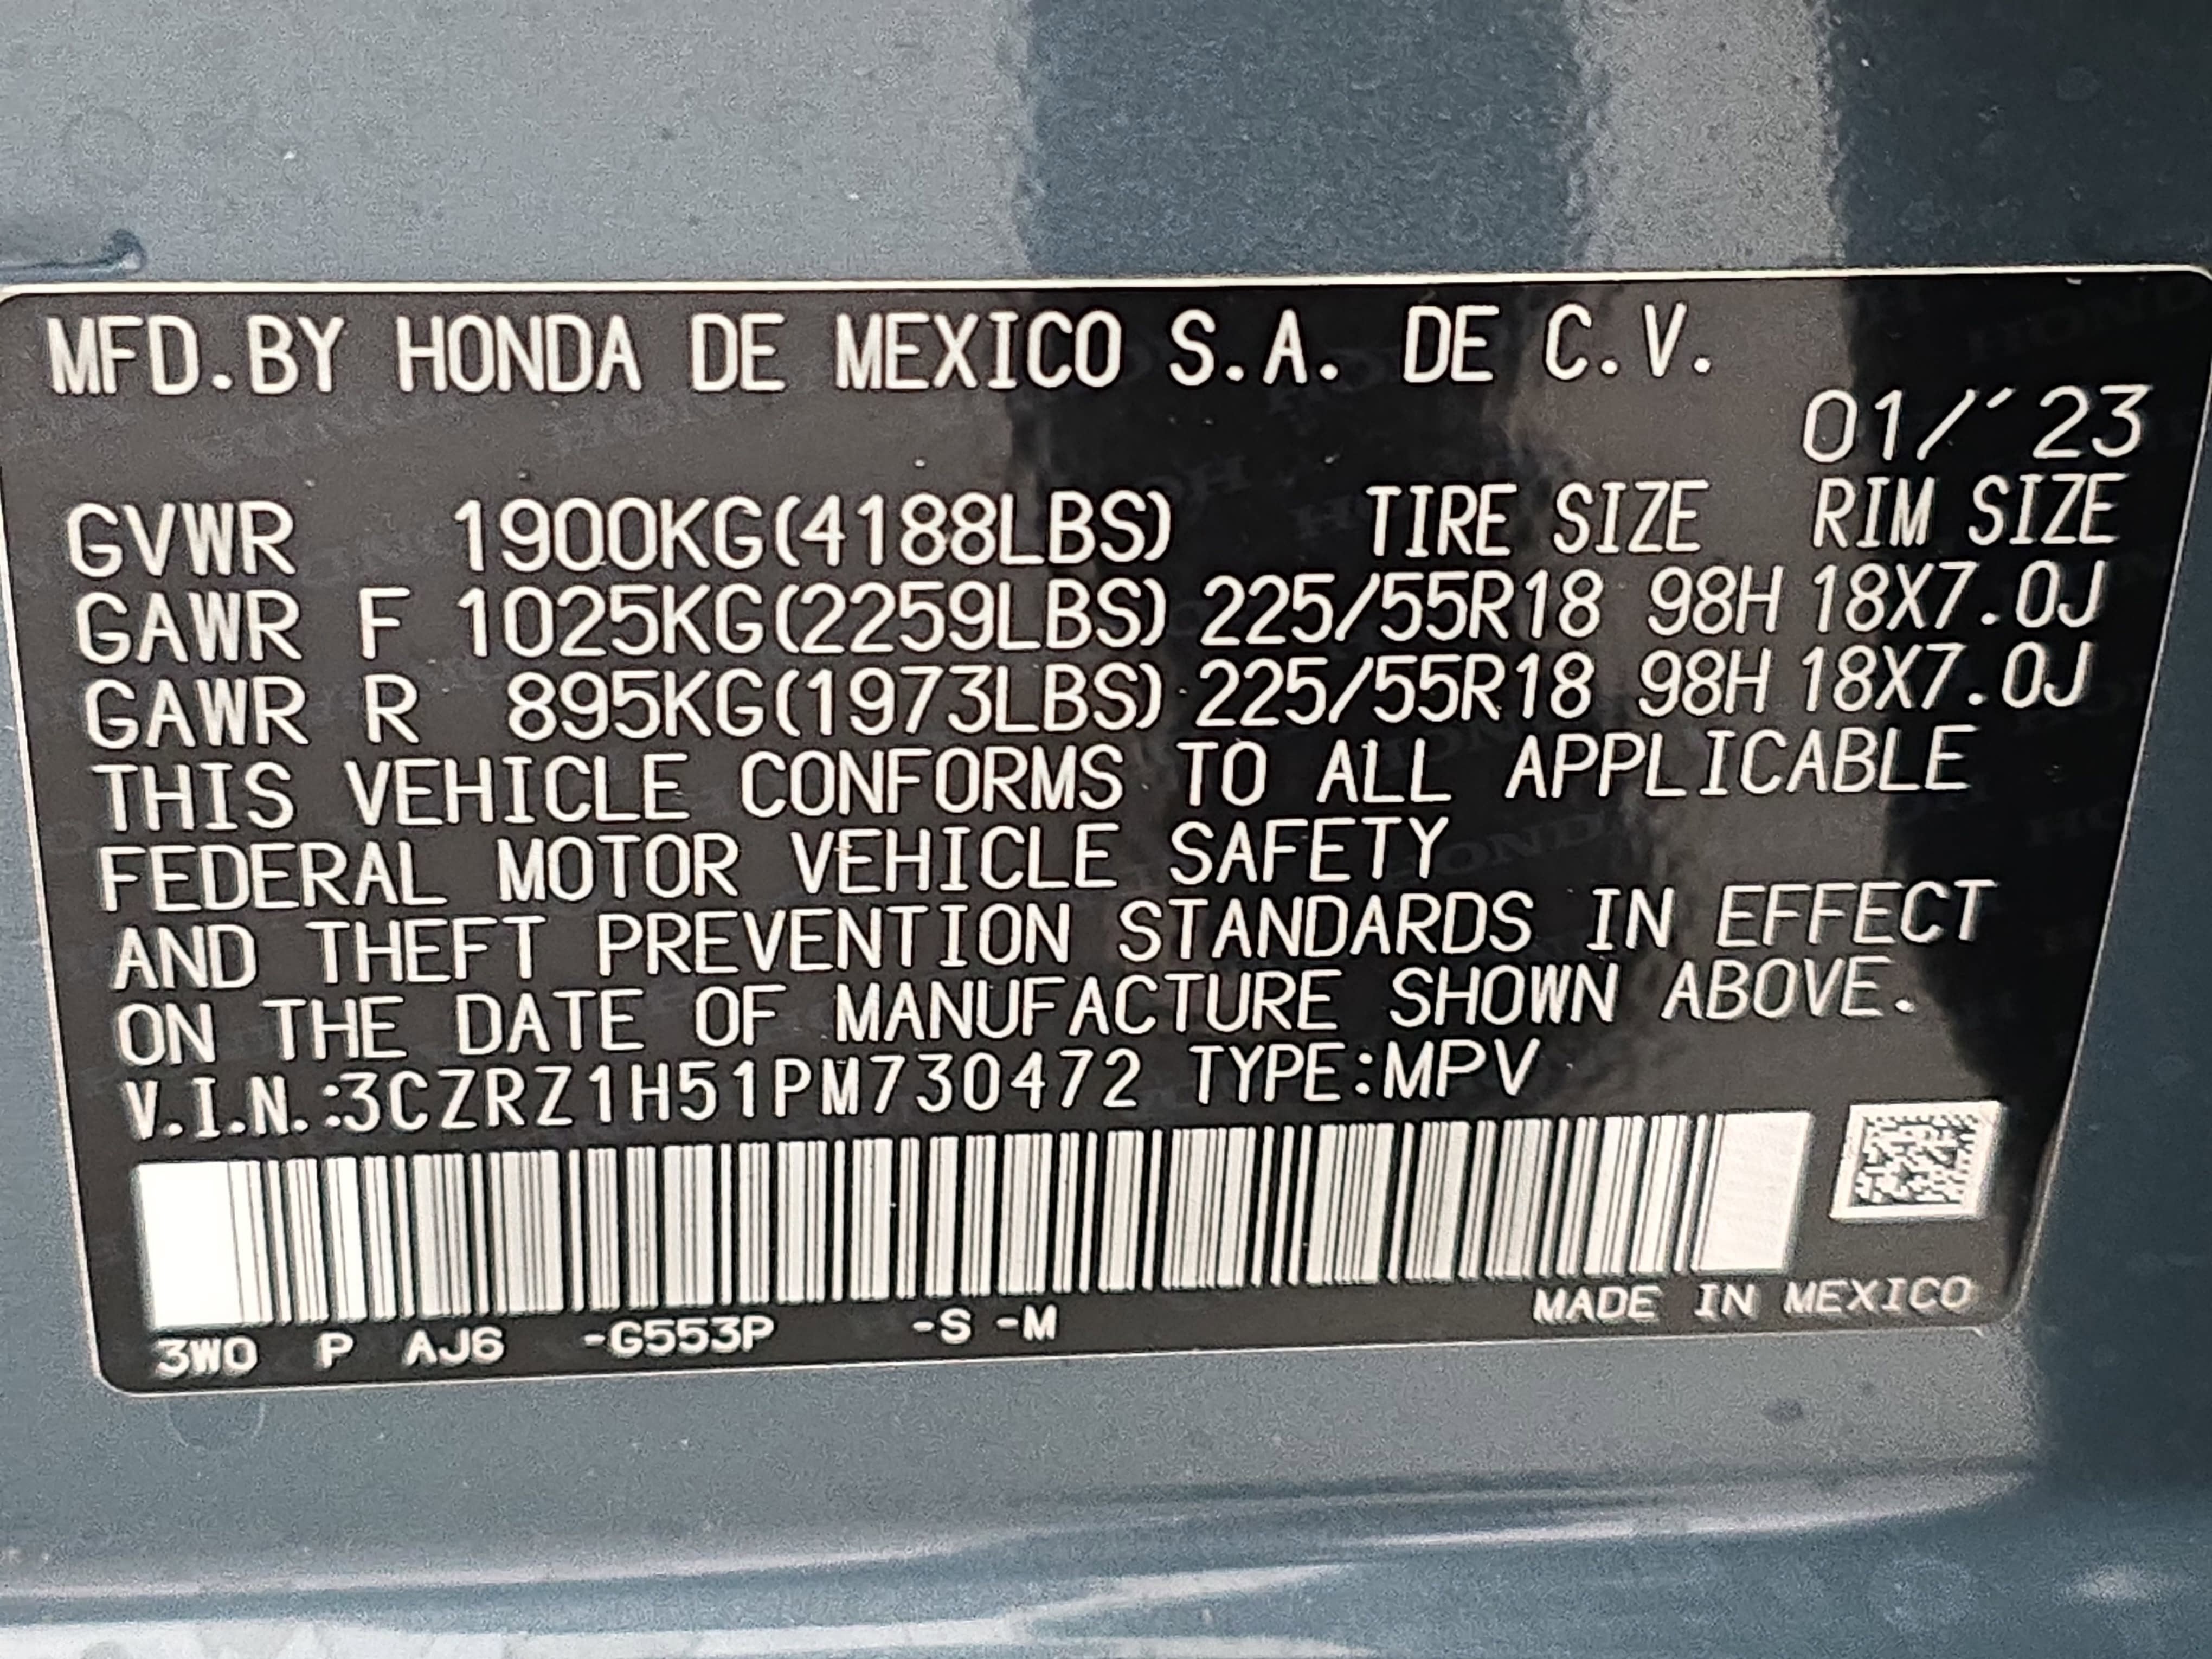 MFD.BY HONDA DE MEXICO S.A. DE C.V.
01/'23
GVWR 1900KG(4188LBS) TIRE SIZE RIM SIZE
GAWR F 1025KG(2259LBS) 225/55R18 98H 18X7.0J
GAWR R 895KG(1973LBS) 225/55R18 98H 18X7.0J
THIS VEHICLE CONFORMS TO ALL APPLICABLE
FEDERAL MOTOR VEHICLE SAFETY
AND THEFT PREVENTION STANDARDS IN EFFECT
ON THE DATE OF MANUFACTURE SHOWN ABOVE.
V.I.N.:3CZRZ1H51PM730472 TYPE:MPV
3W0 P AJ6 -G553P -S -M MADE IN MEXICO